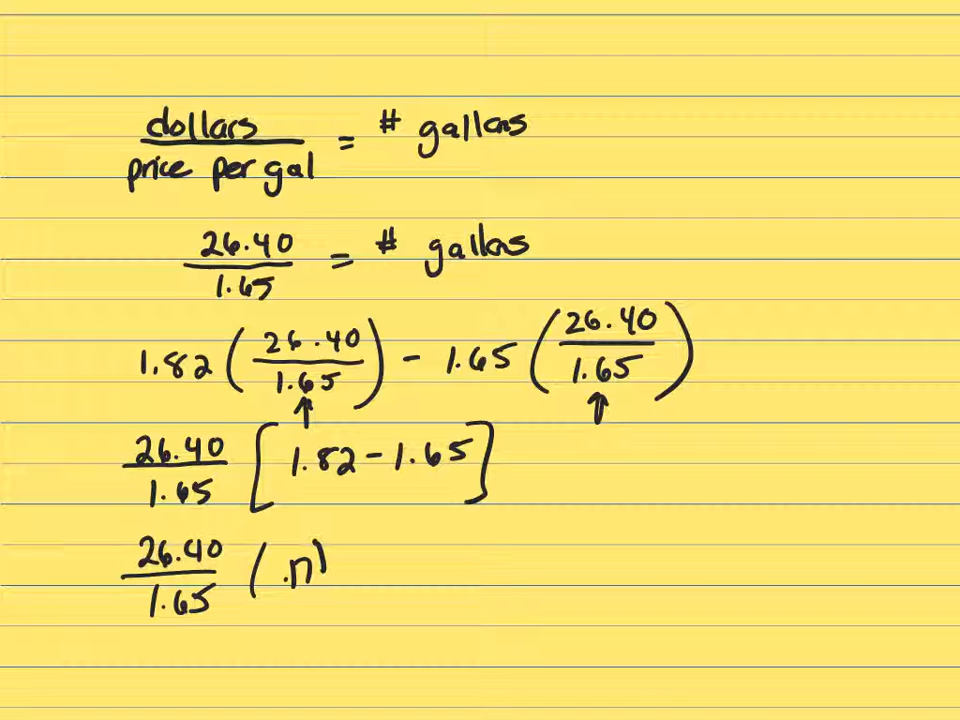 dollars
price per gal = # gallons
26.40
1.65 = # gallons
1.82 ( 26.40 / 1.65 ) - 1.65 ( 26.40 / 1.65 )
26.40 / 1.65 [ 1.82 - 1.65 ]
26.40 / 1.65 ( .17 )